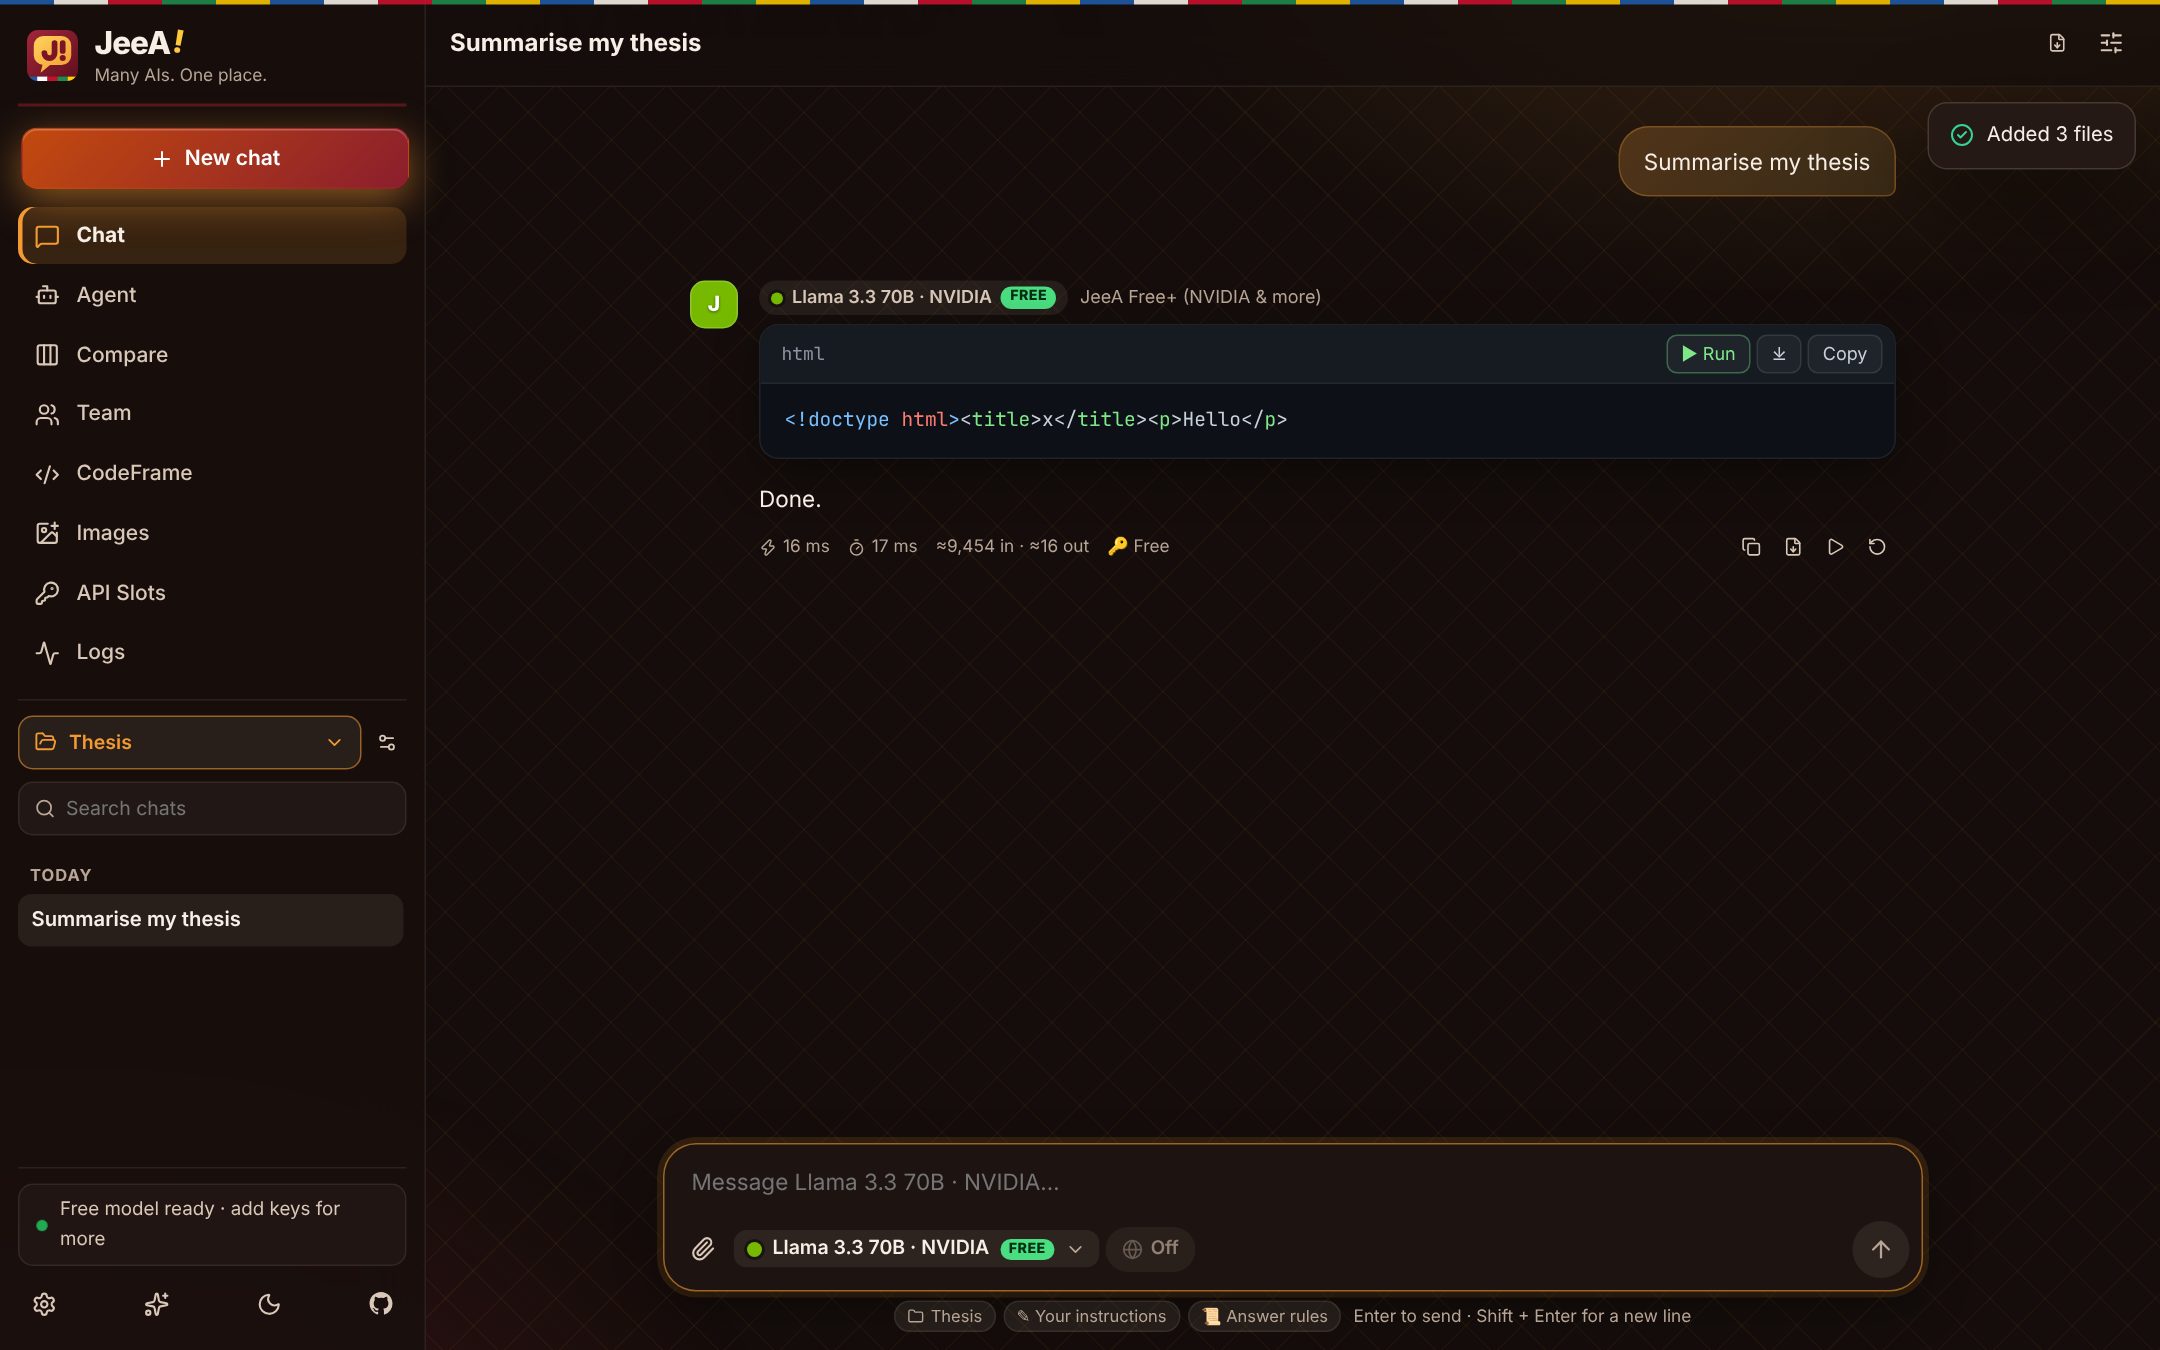 JeeA!
Many AIs. One place.
New chat
Chat
Agent
Compare
Team
CodeFrame
Images
API Slots
Logs
Thesis
Search chats
TODAY
Summarise my thesis
Free model ready · add keys for
more
Summarise my thesis
Added 3 files
Summarise my thesis
J
Llama 3.3 70B · NVIDIA FREE JeeA Free+ (NVIDIA & more)
html
Run
Copy
<!doctype html><title>x</title><p>Hello</p>
Done.
16 ms 17 ms ≈9,454 in · ≈16 out 🔑 Free
Message Llama 3.3 70B · NVIDIA...
Llama 3.3 70B · NVIDIA FREE
Off
Thesis ✎ Your instructions 📜 Answer rules Enter to send · Shift + Enter for a new line